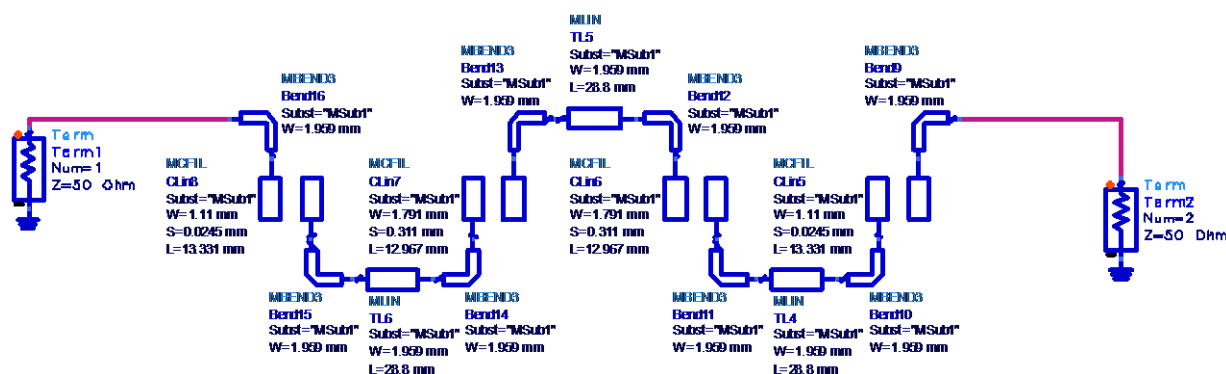 MLIN
TL5
Subst="MSub1"
W=1.959 mm
L=28.8 mm
MBEND3
Bend13
Subst="MSub1"
W=1.959 mm
MBEND3
Bend9
Subst="MSub1"
W=1.959 mm
MBEND3
Bend16
Subst="MSub1"
W=1.959 mm
MBEND3
Bend12
Subst="MSub1"
W=1.959 mm
Term
Term1
Num=1
Z=50 Ohm
MCFIL
CLin8
Subst="MSub1"
W=1.11 mm
S=0.0245 mm
L=13.331 mm
MCFIL
CLin7
Subst="MSub1"
W=1.791 mm
S=0.311 mm
L=12.967 mm
MCFIL
CLin6
Subst="MSub1"
W=1.791 mm
S=0.311 mm
L=12.967 mm
MCFIL
CLin5
Subst="MSub1"
W=1.11 mm
S=0.0245 mm
L=13.331 mm
Term
Term2
Num=2
Z=50 Ohm
MBEND3
Bend15
Subst="MSub1"
W=1.959 mm
MLIN
TL6
Subst="MSub1"
W=1.959 mm
L=28.8 mm
MBEND3
Bend14
Subst="MSub1"
W=1.959 mm
MBEND3
Bend11
Subst="MSub1"
W=1.959 mm
MLIN
TL4
Subst="MSub1"
W=1.959 mm
L=28.8 mm
MBEND3
Bend10
Subst="MSub1"
W=1.959 mm